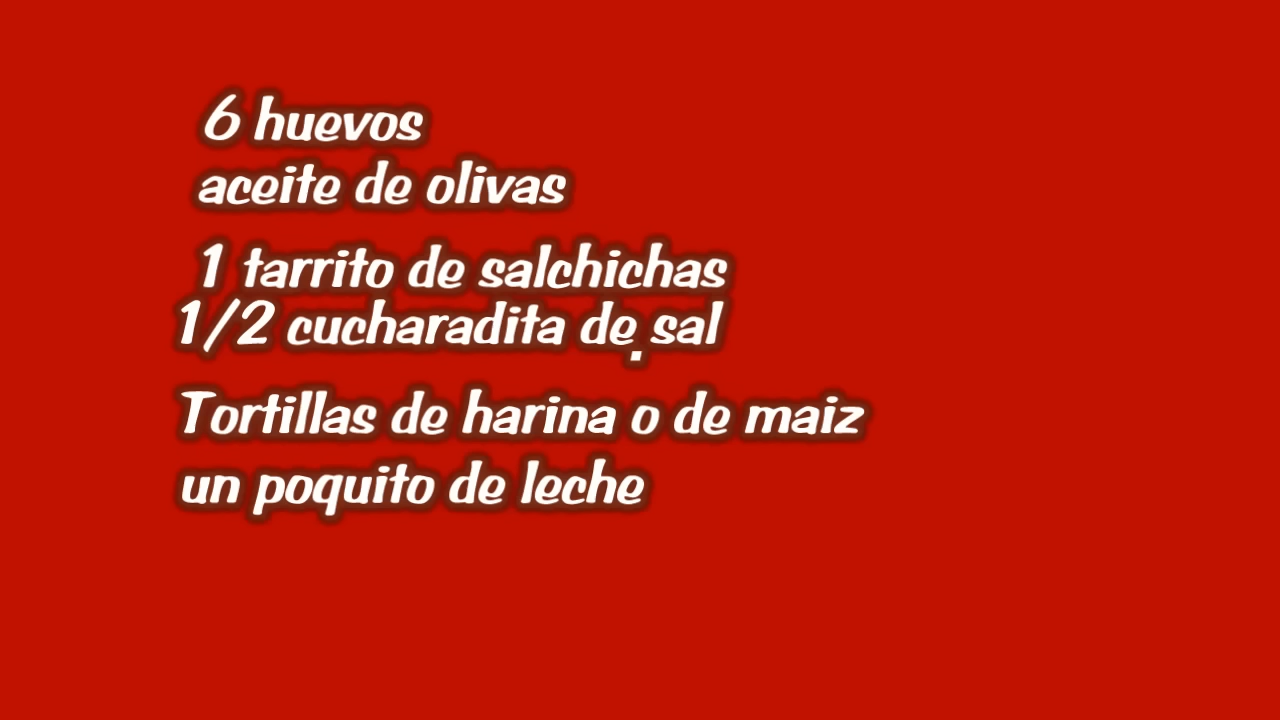 6 huevos
aceite de olivas
1 tarrito de salchichas
1/2 cucharadita de sal
.
Tortillas de harina o de maiz
un poquito de leche